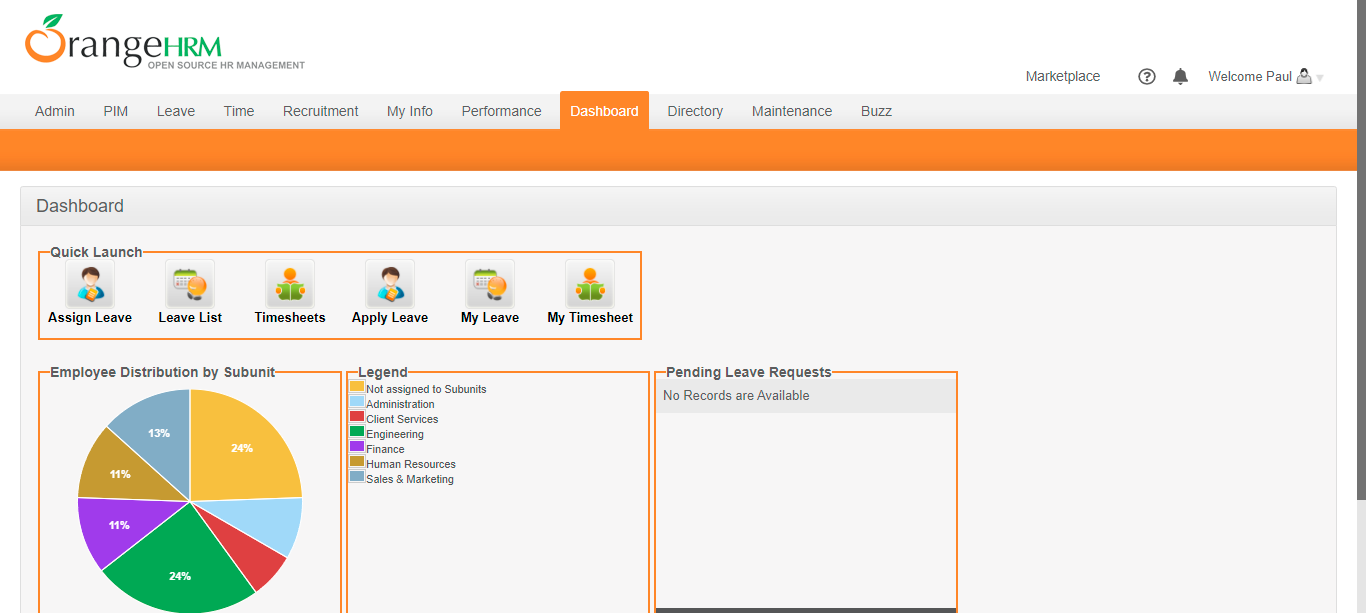 OrangeHRM
OPEN SOURCE HR MANAGEMENT
Marketplace
?
Welcome Paul
Admin PIM Leave Time Recruitment My Info Performance Dashboard Directory Maintenance Buzz
Dashboard
Quick Launch
Assign Leave Leave List Timesheets Apply Leave My Leave My Timesheet
Employee Distribution by Subunit
24%
13%
11%
11%
24%
Legend
Not assigned to Subunits
Administration
Client Services
Engineering
Finance
Human Resources
Sales & Marketing
Pending Leave Requests
No Records are Available